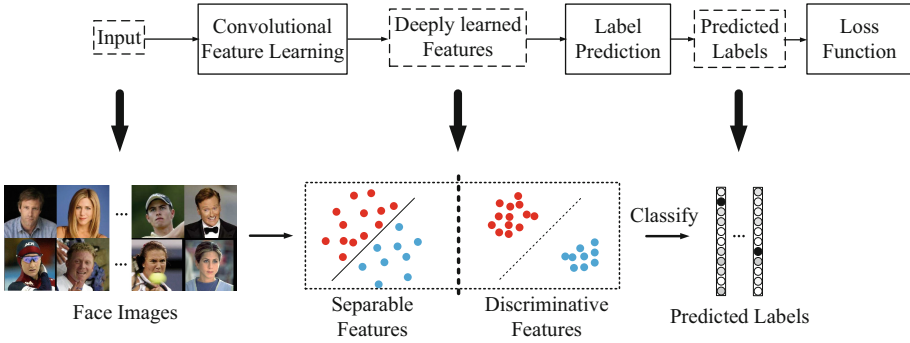 Input
Convolutional
Feature Learning
Deeply learned
Features
Label
Prediction
Predicted
Labels
Loss
Function
...
...
Classify
...
Face Images
Separable
Features
Discriminative
Features
Predicted Labels